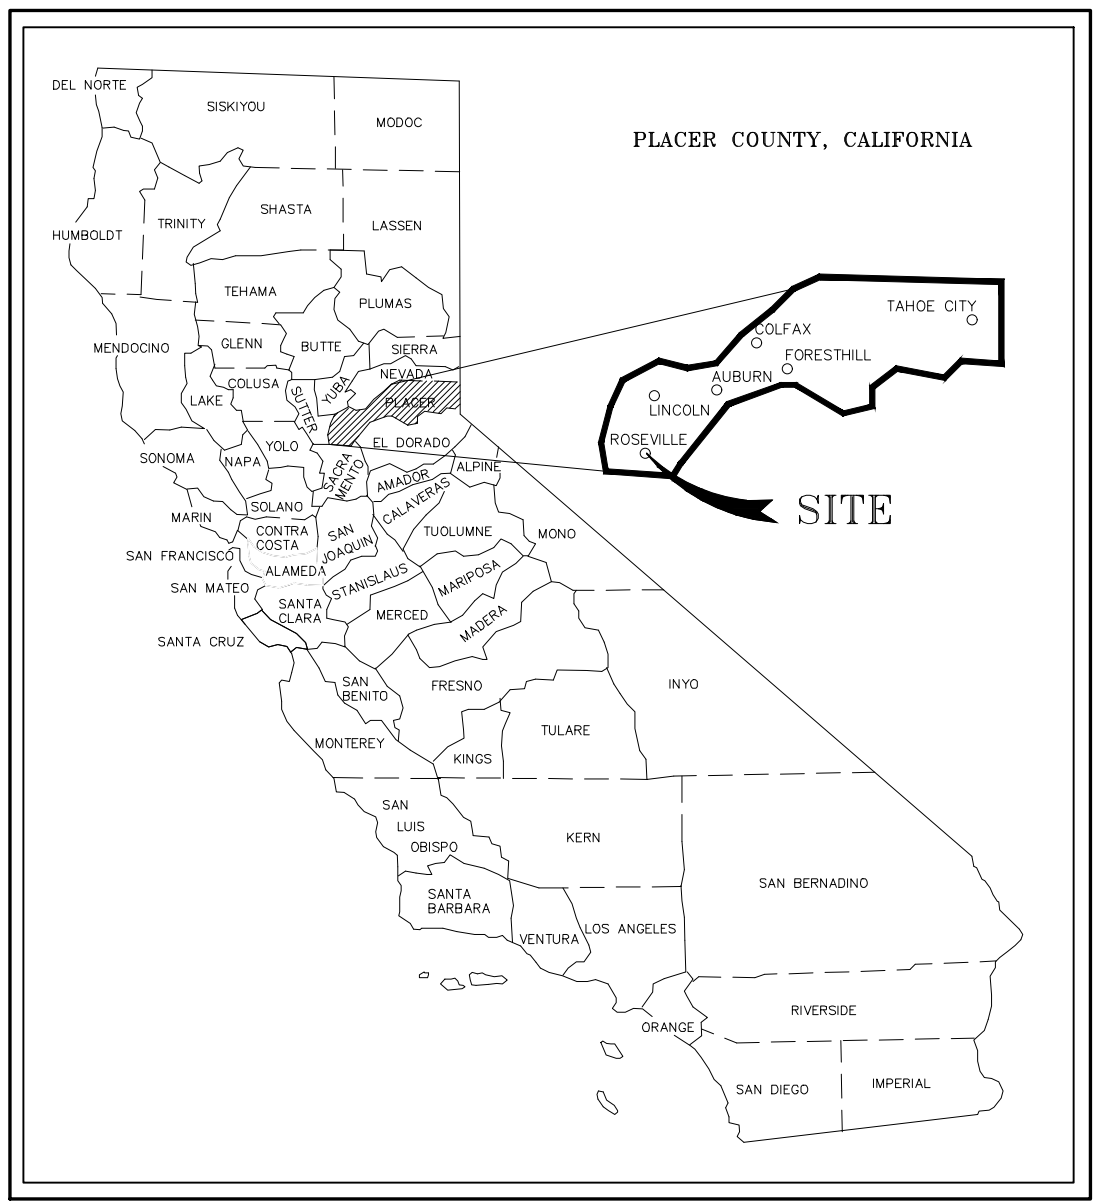 DEL NORTE
SISKIYOU
MODOC
PLACER COUNTY, CALIFORNIA
HUMBOLDT
TRINITY
SHASTA
LASSEN
TEHAMA
PLUMAS
TAHOE CITY
MENDOCINO
GLENN
BUTTE
SIERRA
COLFAX
FORESTHILL
NEVADA
AUBURN
COLUSA
LAKE
SUTTER
YUBA
PLACER
LINCOLN
ROSEVILLE
SONOMA
NAPA
YOLO
SACRA
MENTO
EL DORADO
AMADOR
ALPINE
SITE
MARIN
SOLANO
CALAVERAS
CONTRA
COSTA
SAN
JOAQUIN
TUOLUMNE
MONO
SAN FRANCISCO
ALAMEDA
SAN MATEO
STANISLAUS
MARIPOSA
SANTA
CLARA
MERCED
MADERA
SANTA CRUZ
SAN
BENITO
FRESNO
INYO
MONTEREY
KINGS
TULARE
SAN
LUIS
OBISPO
KERN
SAN BERNADINO
SANTA
BARBARA
VENTURA
LOS ANGELES
RIVERSIDE
ORANGE
SAN DIEGO
IMPERIAL